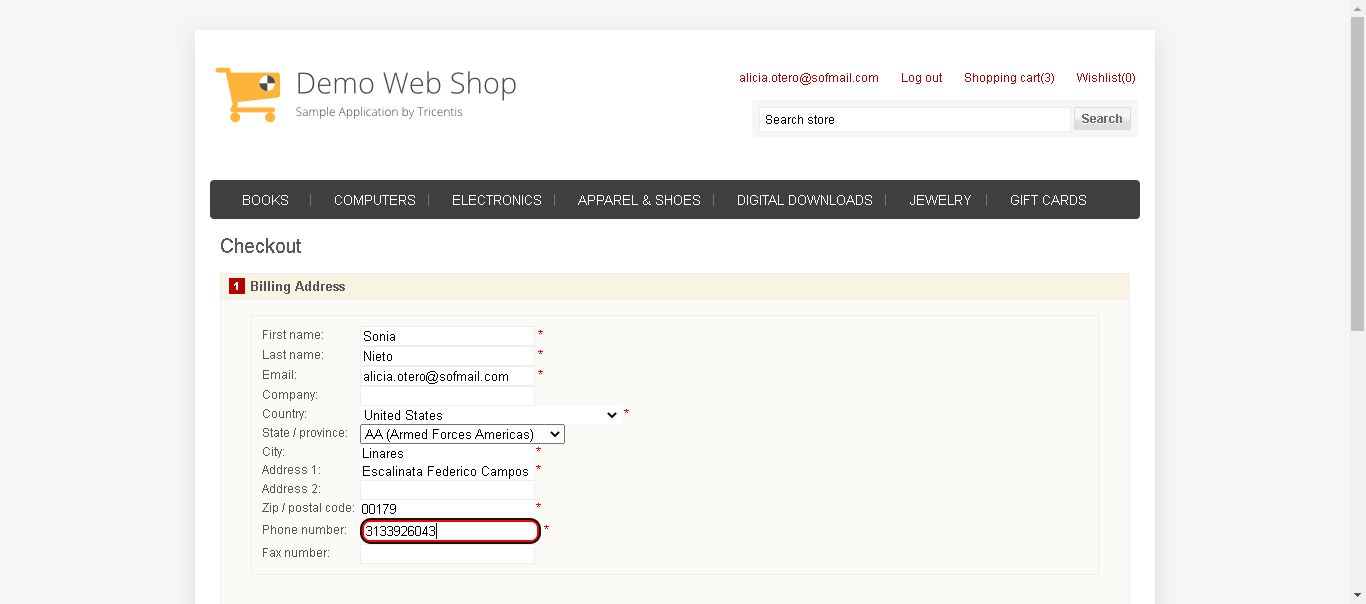 Demo Web Shop
Sample Application by Tricentis
alicia.otero@sofmail.com Log out Shopping cart(3) Wishlist(0)
Search store Search
BOOKS COMPUTERS ELECTRONICS APPAREL & SHOES DIGITAL DOWNLOADS JEWELRY GIFT CARDS
Checkout
1 Billing Address
First name: Sonia *
Last name: Nieto *
Email: alicia.otero@sofmail.com *
Company:
Country: United States *
State / province: AA (Armed Forces Americas)
City: Linares *
Address 1: Escalinata Federico Campos *
Address 2:
Zip / postal code: 00179 *
Phone number: 3133926043 *
Fax number: